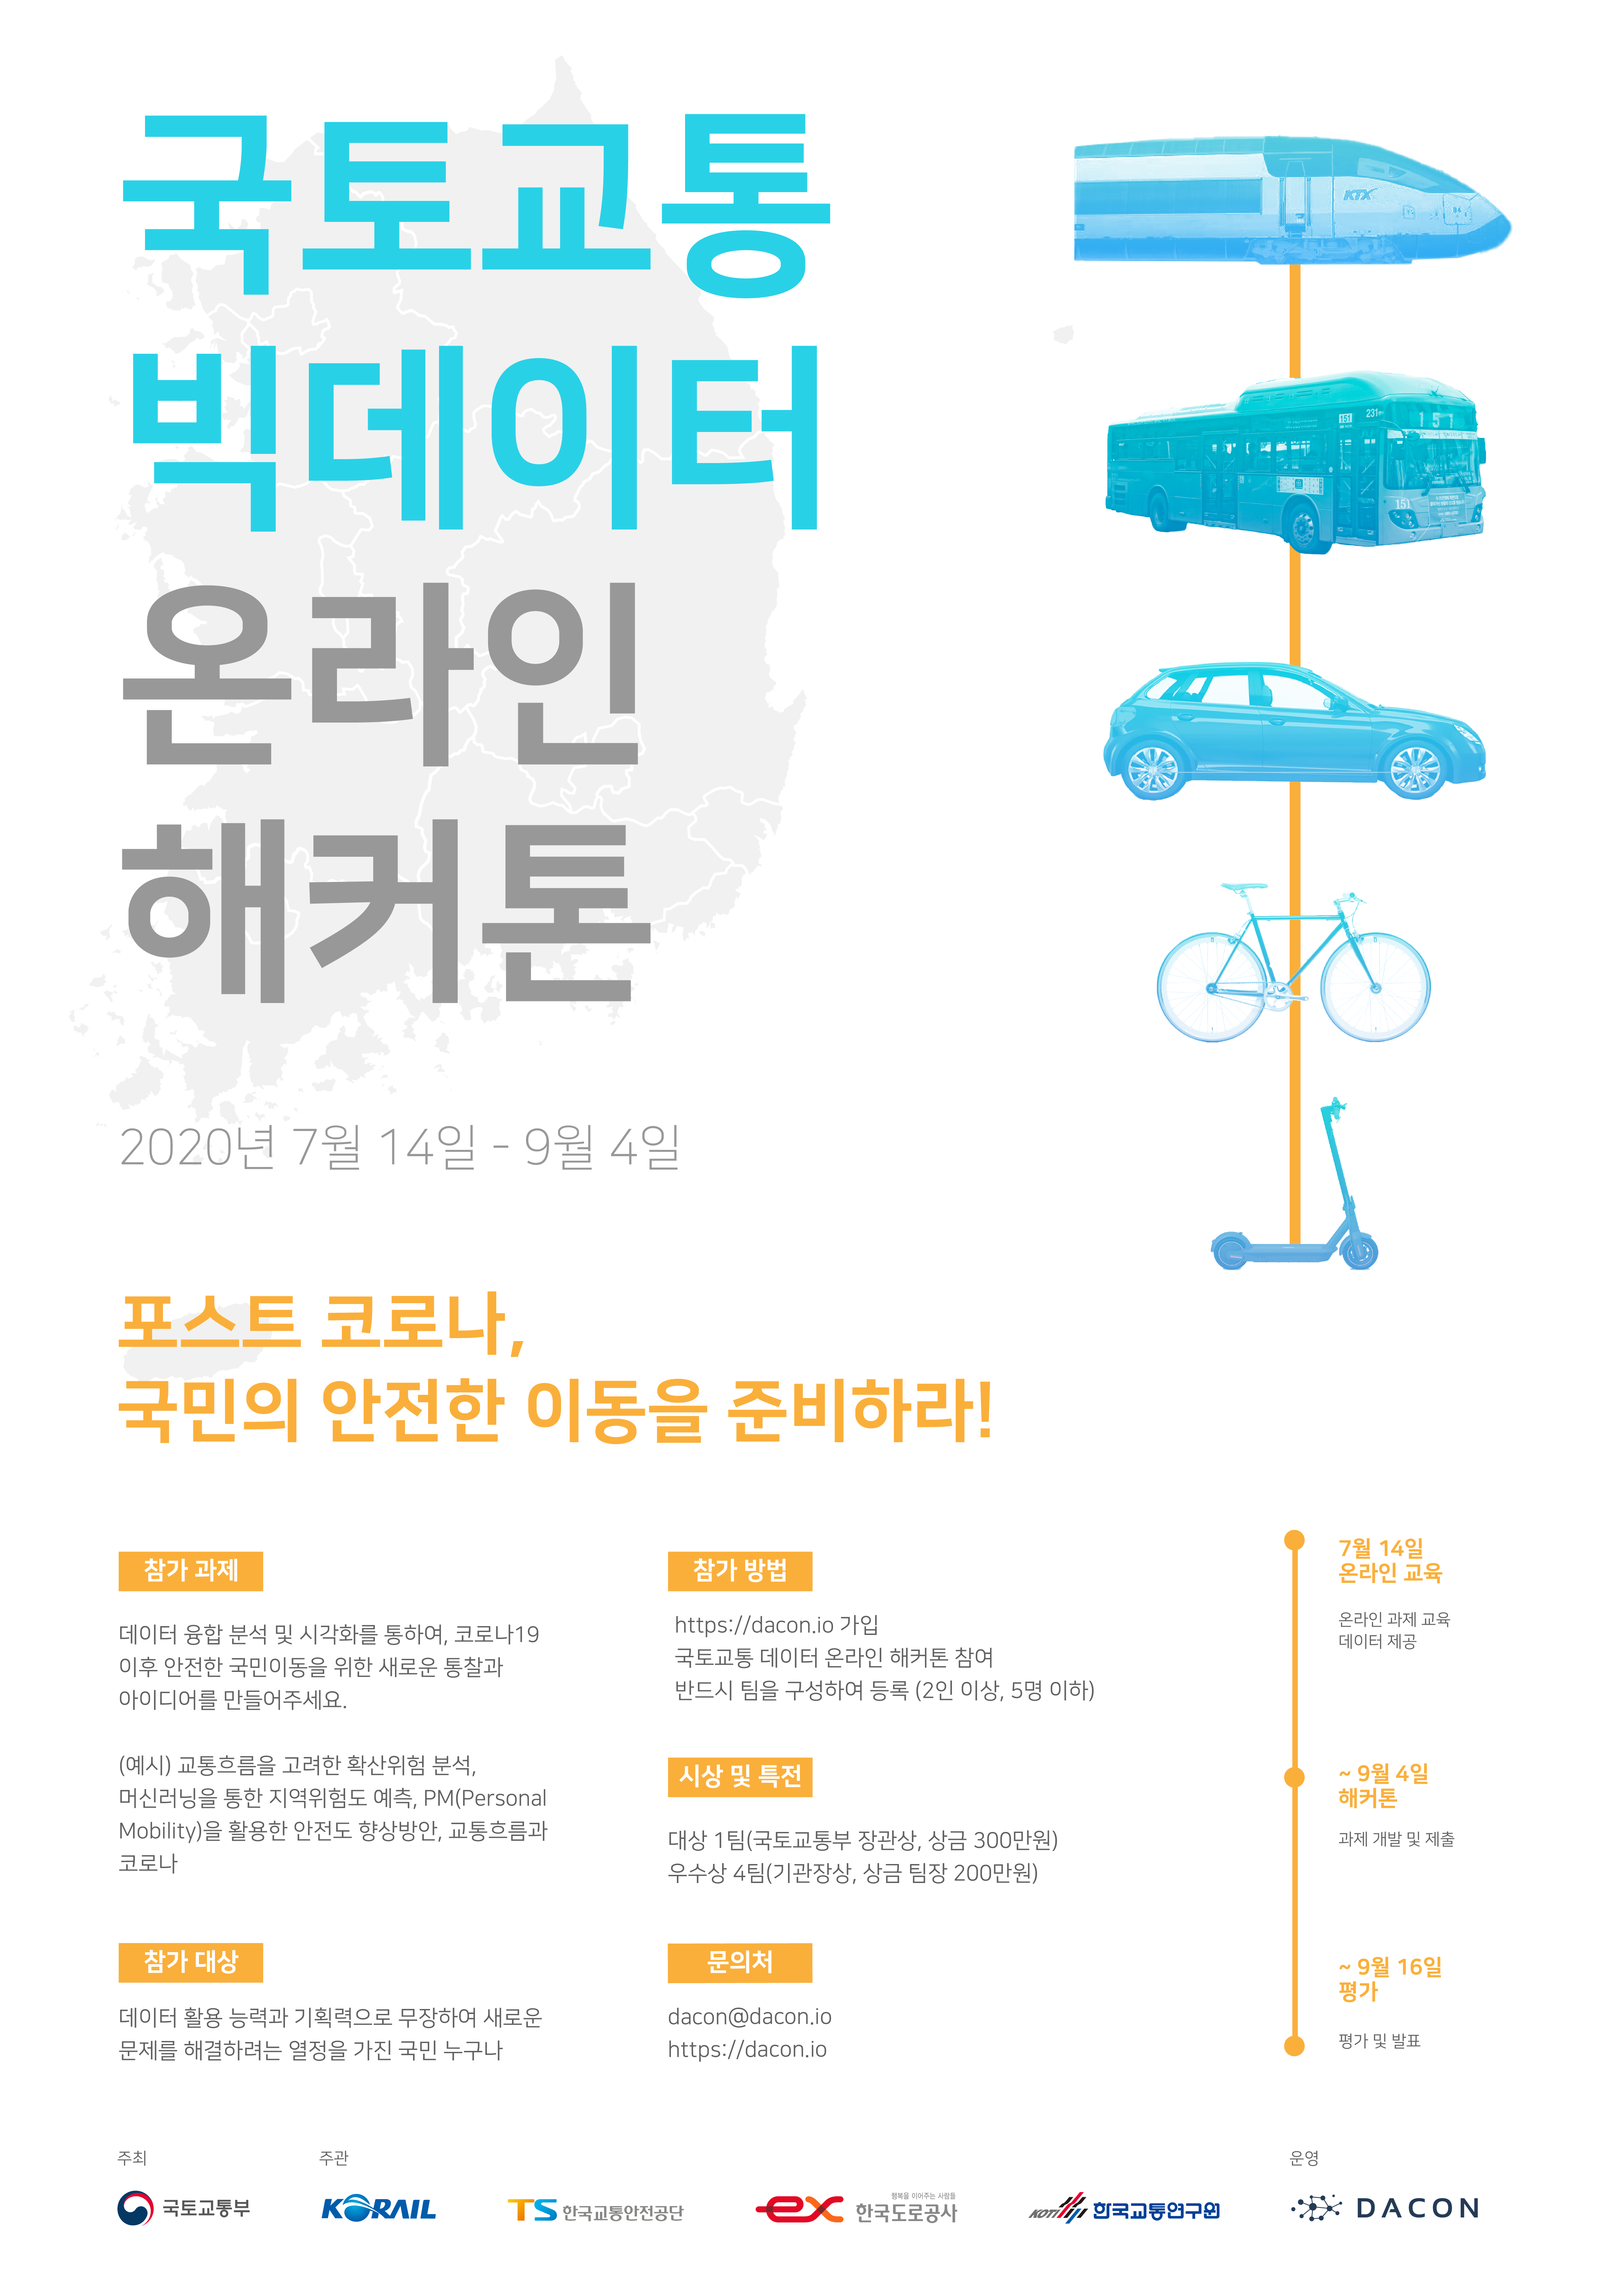 국토교통
빅데이터
온라인
해커톤
2020년 7월 14일 - 9월 4일
KTX
151
231
151
151
포스트 코로나,
국민의 안전한 이동을 준비하라!
참가 과제
데이터 융합 분석 및 시각화를 통하여, 코로나19
이후 안전한 국민이동을 위한 새로운 통찰과
아이디어를 만들어주세요.
(예시) 교통흐름을 고려한 확산위험 분석,
머신러닝을 통한 지역위험도 예측, PM(Personal
Mobility)을 활용한 안전도 향상방안, 교통흐름과
코로나
참가 대상
데이터 활용 능력과 기획력으로 무장하여 새로운
문제를 해결하려는 열정을 가진 국민 누구나
참가 방법
https://dacon.io 가입
국토교통 데이터 온라인 해커톤 참여
반드시 팀을 구성하여 등록 (2인 이상, 5명 이하)
시상 및 특전
대상 1팀(국토교통부 장관상, 상금 300만원)
우수상 4팀(기관장상, 상금 팀장 200만원)
문의처
dacon@dacon.io
https://dacon.io
7월 14일
온라인 교육
온라인 과제 교육
데이터 제공
~ 9월 4일
해커톤
과제 개발 및 제출
~ 9월 16일
평가
평가 및 발표
주최
국토교통부
주관
KORAIL
TS 한국교통안전공단
ex 행복을 이어주는 사람들
한국도로공사
KOTI 한국교통연구원
운영
DACON